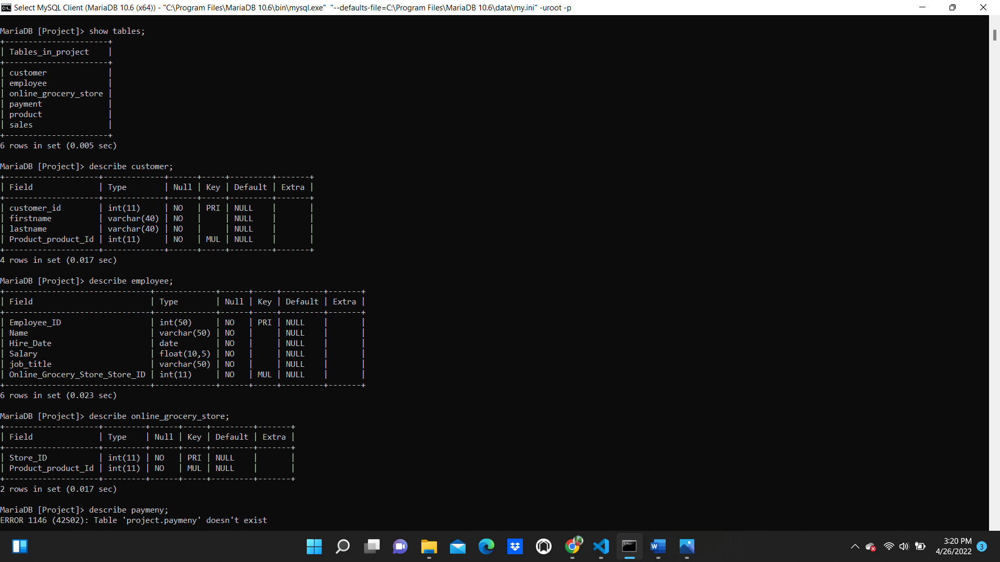 Select MySQL Client (MariaDB 10.6 (x64)) - "C:\Program Files\MariaDB 10.6\bin\mysql.exe"  "--defaults-file=C:\Program Files\MariaDB 10.6\data\my.ini" -uroot -p
MariaDB [Project]> show tables;
+----------------------+
| Tables_in_project    |
+----------------------+
| customer             |
| employee             |
| online_grocery_store |
| payment              |
| product              |
| sales                |
+----------------------+
6 rows in set (0.005 sec)
MariaDB [Project]> describe customer;
+--------------------+-------------+------+-----+---------+-------+
| Field              | Type        | Null | Key | Default | Extra |
+--------------------+-------------+------+-----+---------+-------+
| customer_id        | int(11)     | NO   | PRI | NULL    |       |
| firstname          | varchar(40) | NO   |     | NULL    |       |
| lastname           | varchar(40) | NO   |     | NULL    |       |
| Product_product_Id | int(11)     | NO   | MUL | NULL    |       |
+--------------------+-------------+------+-----+---------+-------+
4 rows in set (0.017 sec)
MariaDB [Project]> describe employee;
+-------------------------------+-------------+------+-----+---------+-------+
| Field                         | Type        | Null | Key | Default | Extra |
+-------------------------------+-------------+------+-----+---------+-------+
| Employee_ID                   | int(50)     | NO   | PRI | NULL    |       |
| Name                          | varchar(50) | NO   |     | NULL    |       |
| Hire_Date                     | date        | NO   |     | NULL    |       |
| Salary                        | float(10,5) | NO   |     | NULL    |       |
| job_title                     | varchar(50) | NO   |     | NULL    |       |
| Online_Grocery_Store_Store_ID | int(11)     | NO   | MUL | NULL    |       |
+-------------------------------+-------------+------+-----+---------+-------+
6 rows in set (0.023 sec)
MariaDB [Project]> describe online_grocery_store;
+--------------------+---------+------+-----+---------+-------+
| Field              | Type    | Null | Key | Default | Extra |
+--------------------+---------+------+-----+---------+-------+
| Store_ID           | int(11) | NO   | PRI | NULL    |       |
| Product_product_Id | int(11) | NO   | MUL | NULL    |       |
+--------------------+---------+------+-----+---------+-------+
2 rows in set (0.017 sec)
MariaDB [Project]> describe paymeny;
ERROR 1146 (42S02): Table 'project.paymeny' doesn't exist
3:20 PM
4/26/2022
3